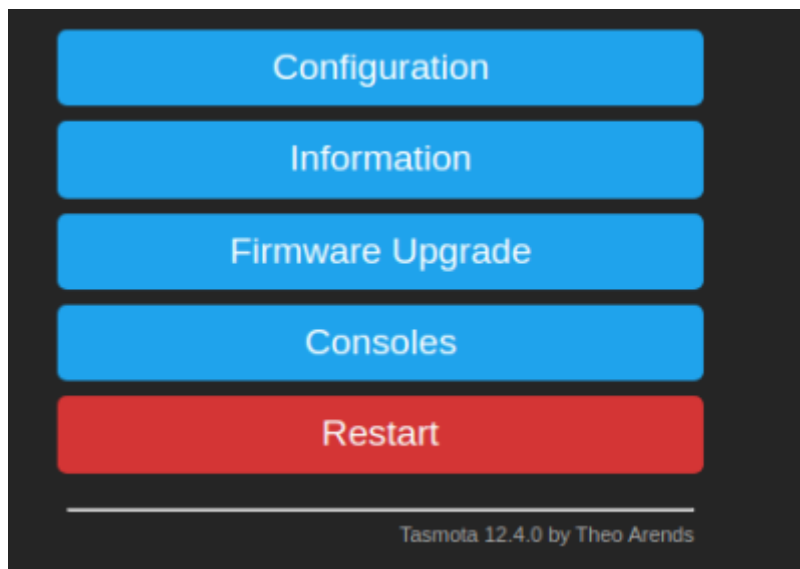 Configuration
Information
Firmware Upgrade
Consoles
Restart
Tasmota 12.4.0 by Theo Arends